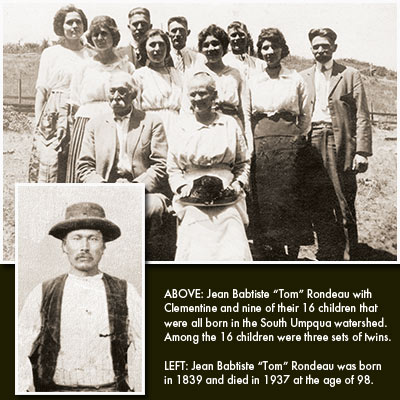 ABOVE: Jean Babtiste “Tom” Rondeau with
Clementine and nine of their 16 children that
were all born in the South Umpqua watershed.
Among the 16 children were three sets of twins.
LEFT: Jean Babtiste “Tom” Rondeau was born
in 1839 and died in 1937 at the age of 98.